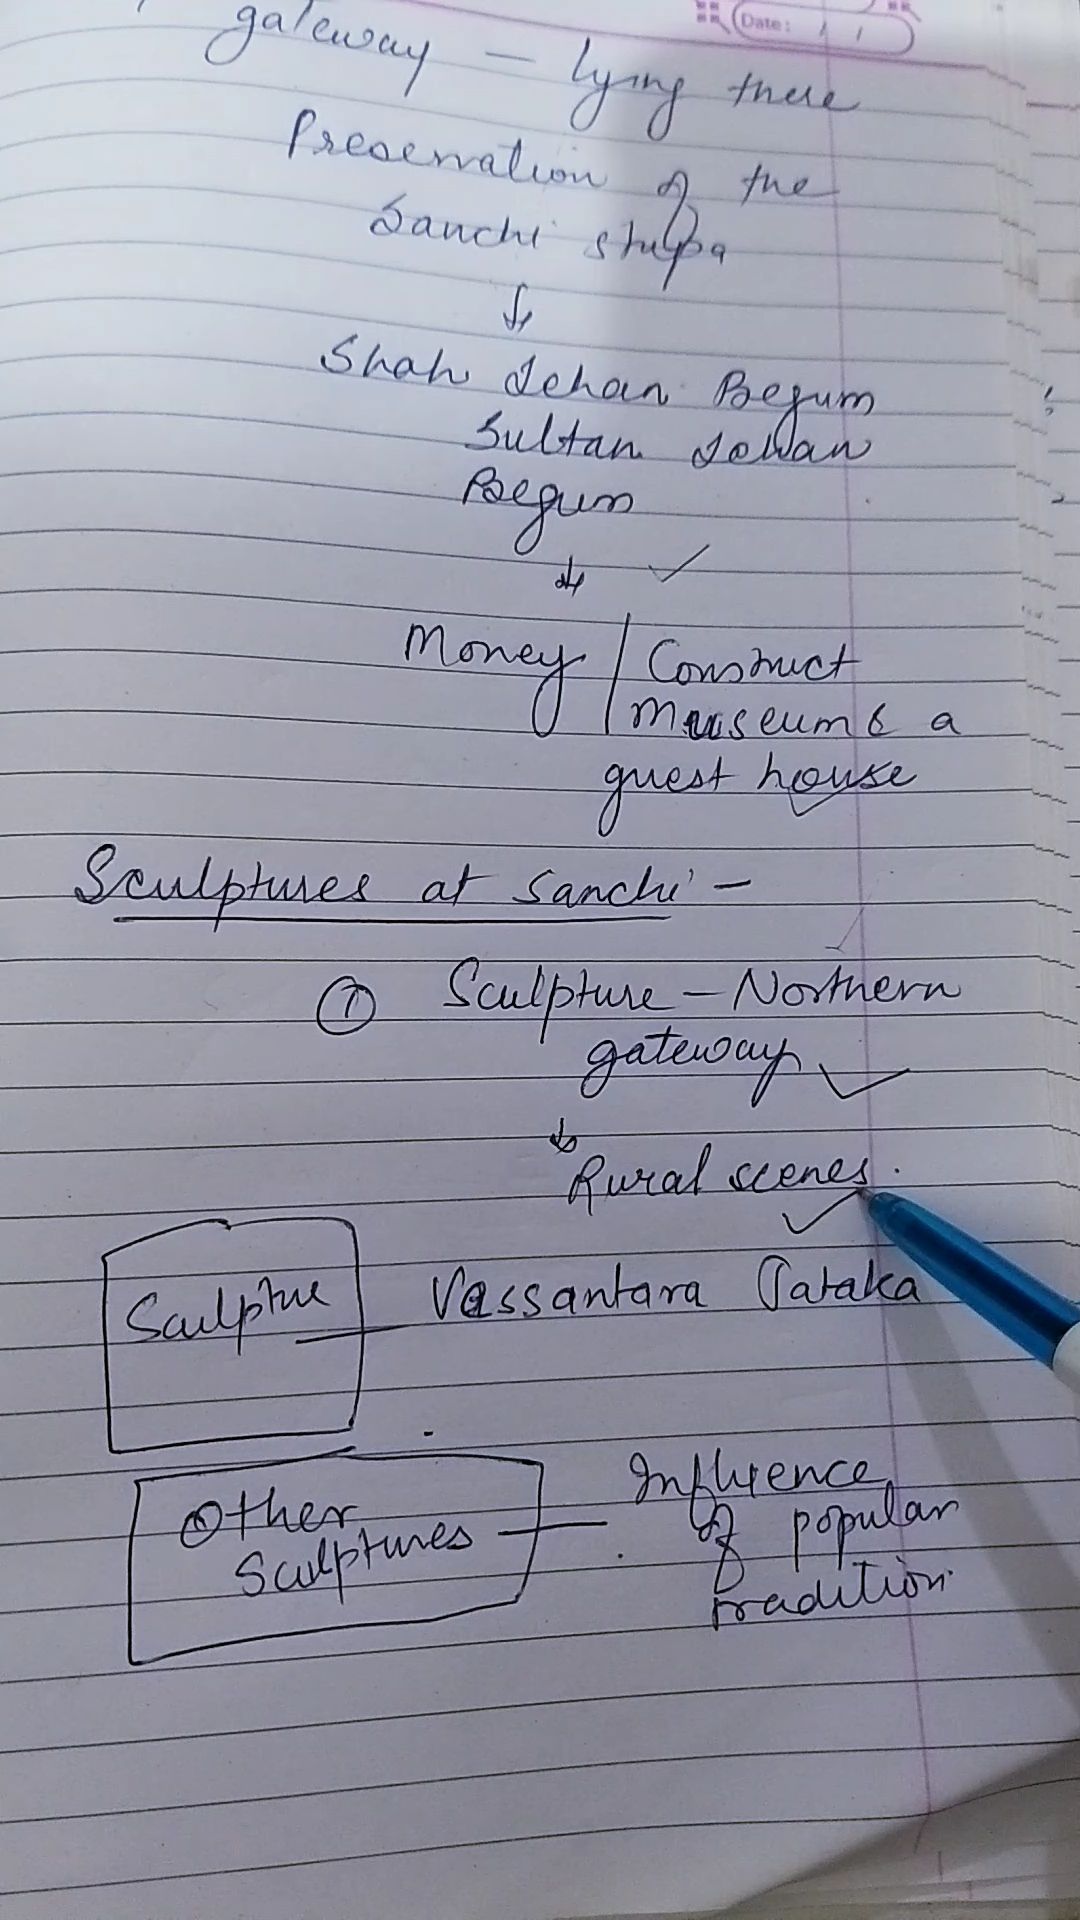 Date: / /
gateway – lying there
Preservation of the
Sanchi stupa
↓
Shah Jehan Begum
Sultan Jehan
Begum
↓ ✓
Money / Construct
museum & a
guest house
Sculptures at Sanchi –
① Sculpture – Northern
gateway ✓
↓
Rural scenes.
Sculptue — Vessantara Jataka
Other
Sculptures — Influence
of popular
tradition.